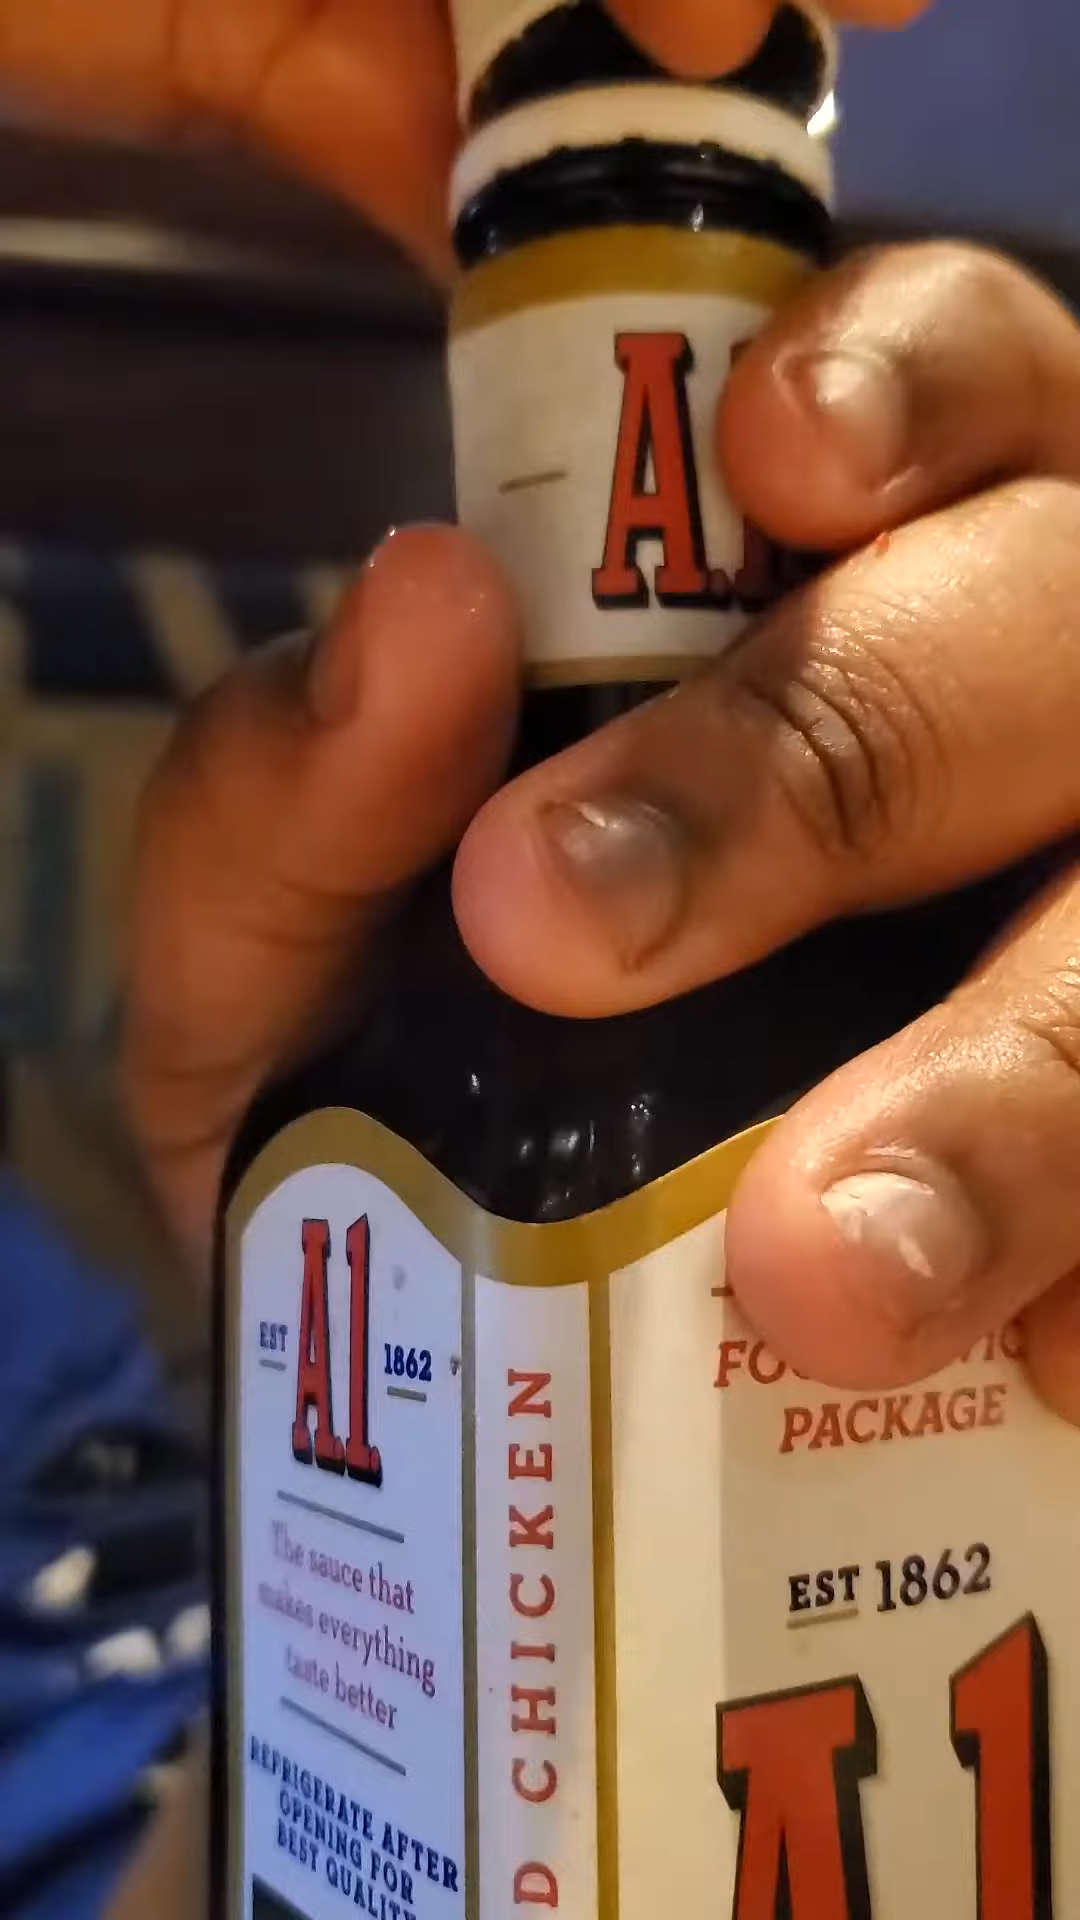 A.1
A.1.
EST 1862
The sauce that
makes everything
taste better
REFRIGERATE AFTER
OPENING FOR
BEST QUALITY
D CHICKEN
PACKAGE
EST 1862
A1